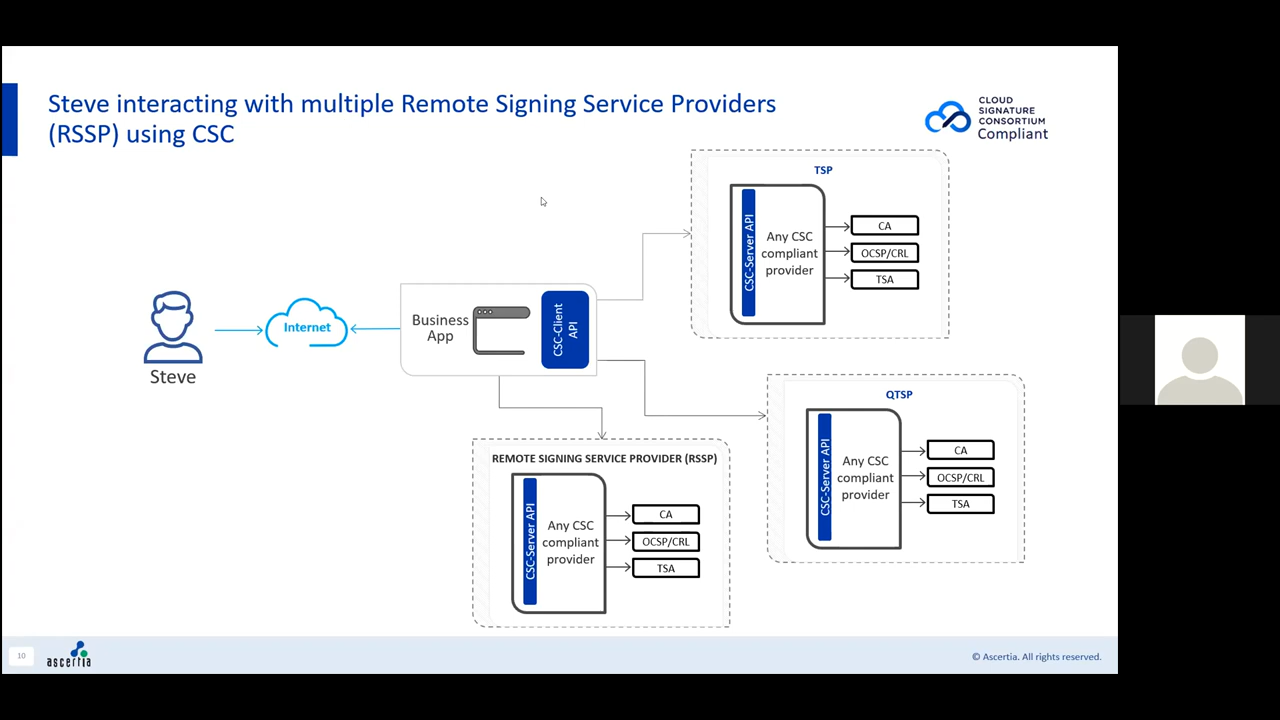 Steve interacting with multiple Remote Signing Service Providers
(RSSP) using CSC
CLOUD
SIGNATURE
CONSORTIUM
Compliant
TSP
CSC-Server API
Any CSC
compliant
provider
CA
OCSP/CRL
TSA
Steve
Internet
Business
App
CSC-Client
API
QTSP
CSC-Server API
Any CSC
compliant
provider
CA
OCSP/CRL
TSA
REMOTE SIGNING SERVICE PROVIDER (RSSP)
CSC-Server API
Any CSC
compliant
provider
CA
OCSP/CRL
TSA
10
ascertia
© Ascertia. All rights reserved.